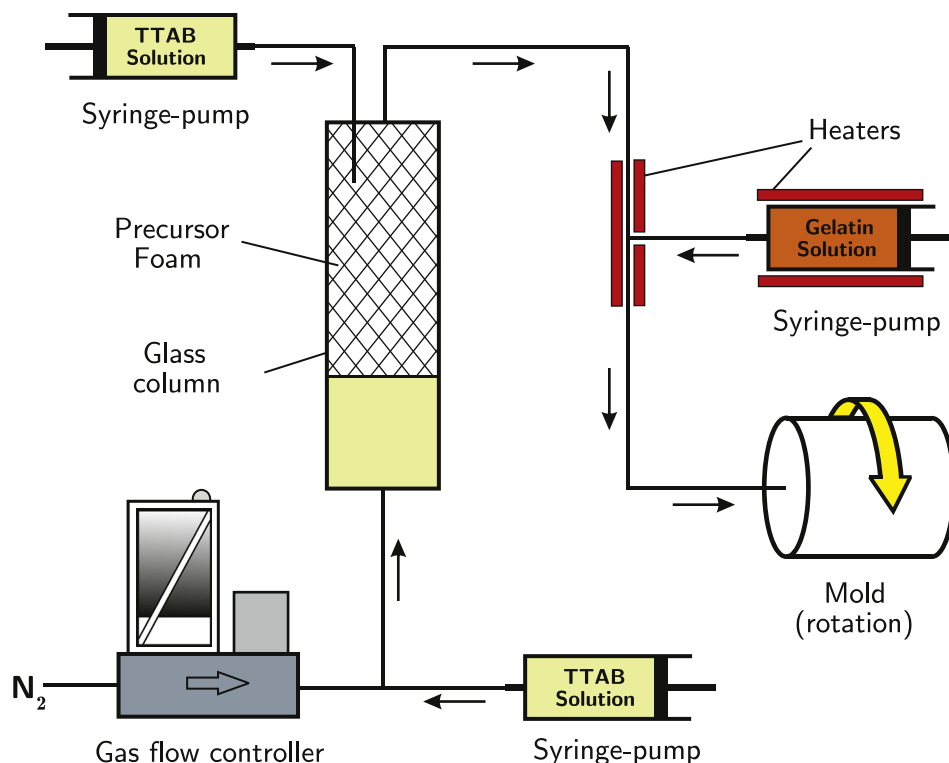 TTAB
Solution
Syringe-pump
Heaters
Precursor
Foam
Gelatin
Solution
Syringe-pump
Glass
column
Mold
(rotation)
N₂
TTAB
Solution
Gas flow controller
Syringe-pump